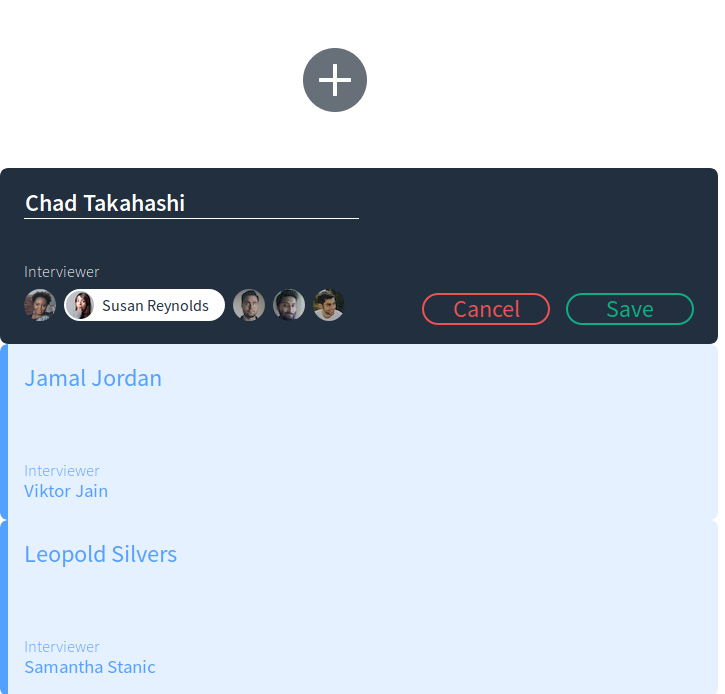 Chad Takahashi
Interviewer
Susan Reynolds
Cancel
Save
Jamal Jordan
Interviewer
Viktor Jain
Leopold Silvers
Interviewer
Samantha Stanic